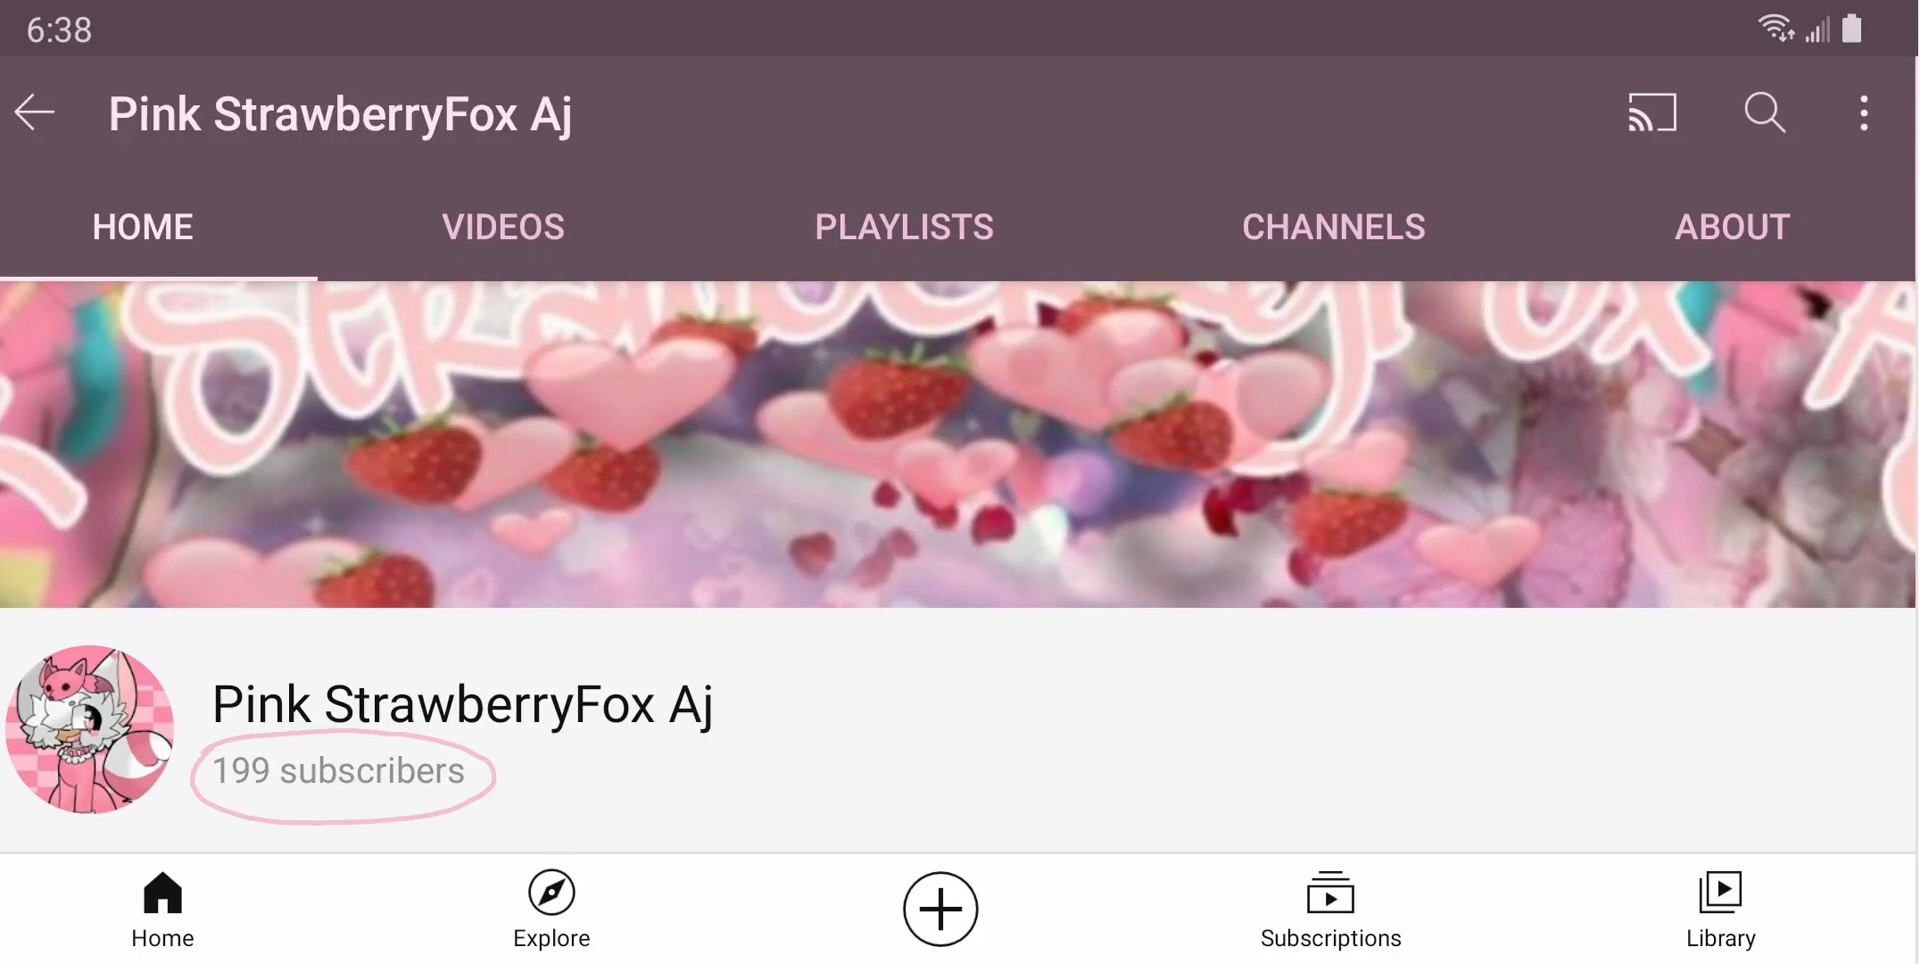 6:38
Pink StrawberryFox Aj
HOME VIDEOS PLAYLISTS CHANNELS ABOUT
StrawberryFox A
Pink StrawberryFox Aj
199 subscribers
Home Explore Subscriptions Library